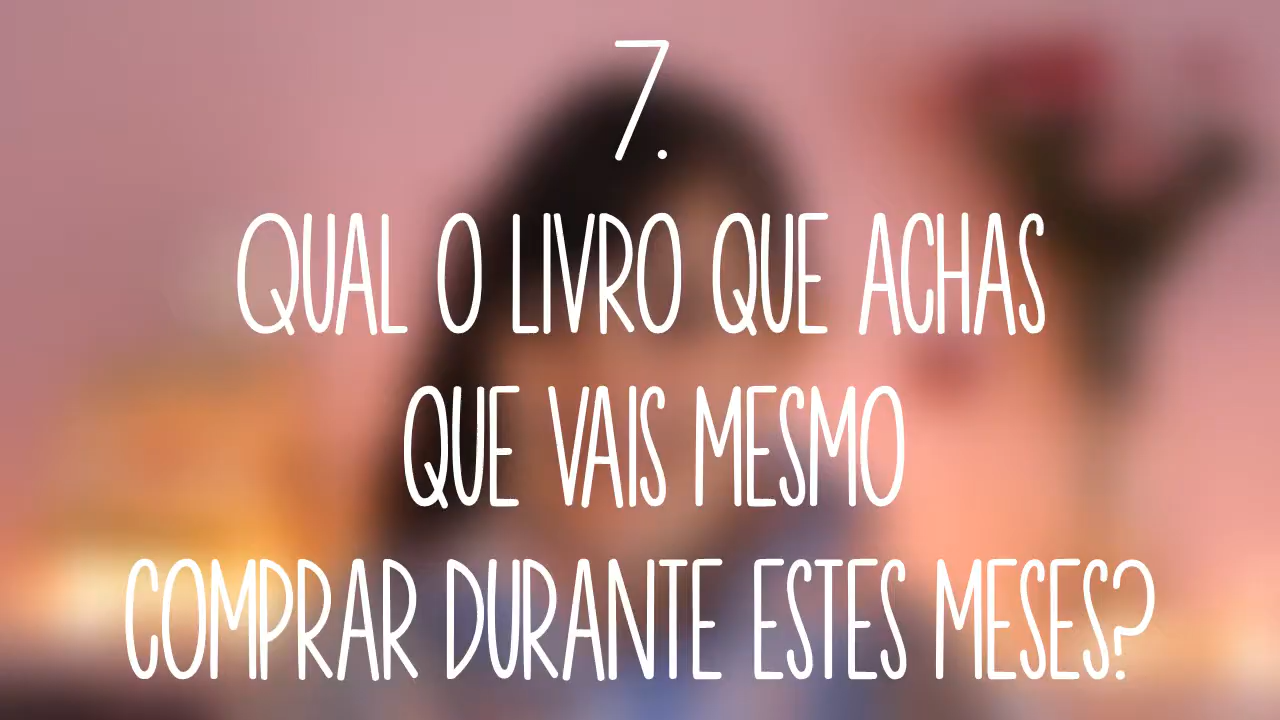 7.
QUAL O LIVRO QUE ACHAS
QUE VAIS MESMO
COMPRAR DURANTE ESTES MESES?